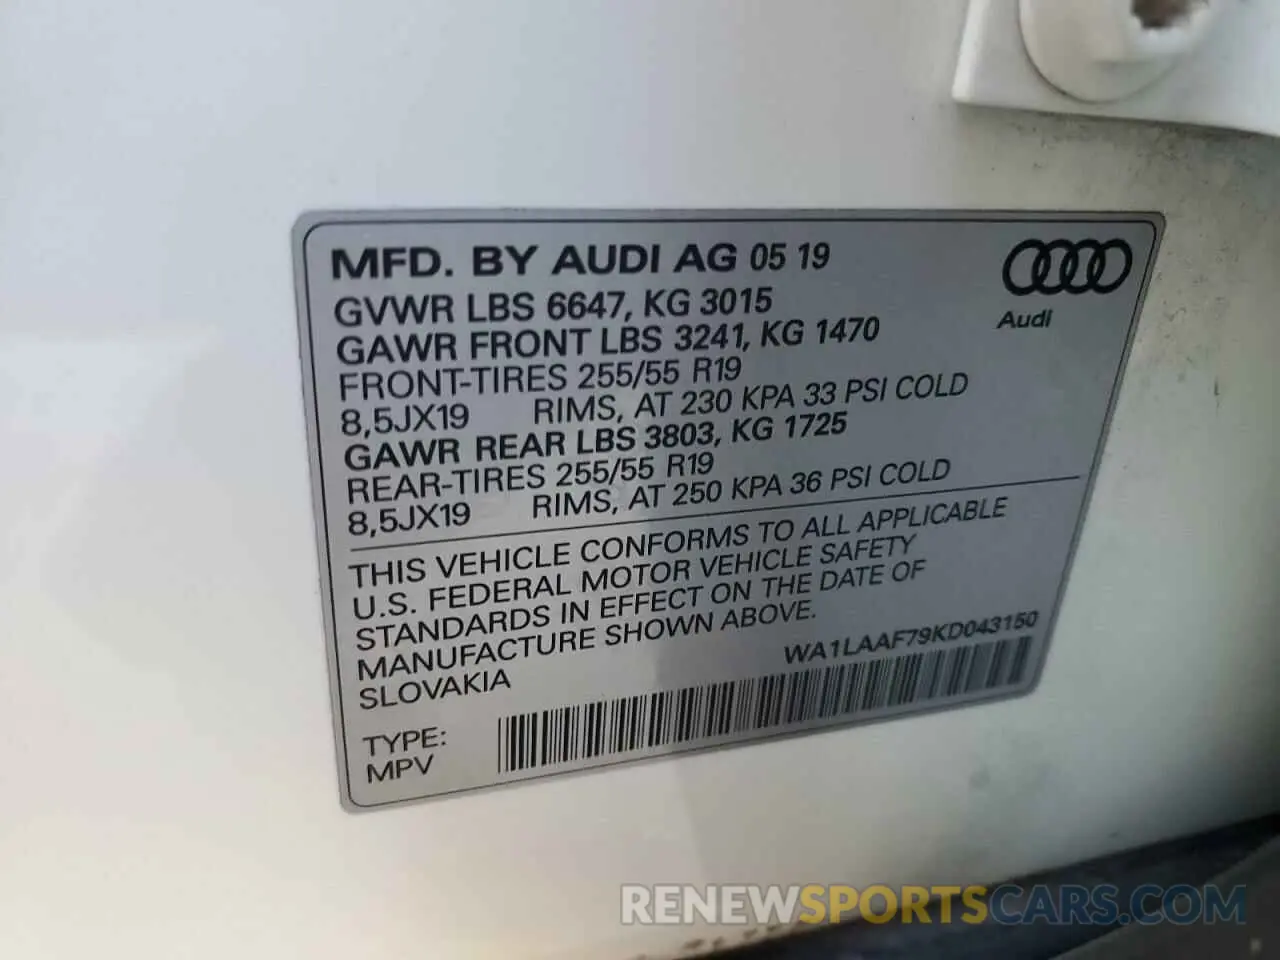 MFD. BY AUDI AG 05 19
GVWR LBS 6647, KG 3015
GAWR FRONT LBS 3241, KG 1470
FRONT-TIRES 255/55 R19
8,5JX19 RIMS, AT 230 KPA 33 PSI COLD
GAWR REAR LBS 3803, KG 1725
REAR-TIRES 255/55 R19
8,5JX19 RIMS, AT 250 KPA 36 PSI COLD
Audi
THIS VEHICLE CONFORMS TO ALL APPLICABLE
U.S. FEDERAL MOTOR VEHICLE SAFETY
STANDARDS IN EFFECT ON THE DATE OF
MANUFACTURE SHOWN ABOVE.
SLOVAKIA
WA1LAAF79KD043150
TYPE:
MPV
RENEWSPORTSCARS.COM